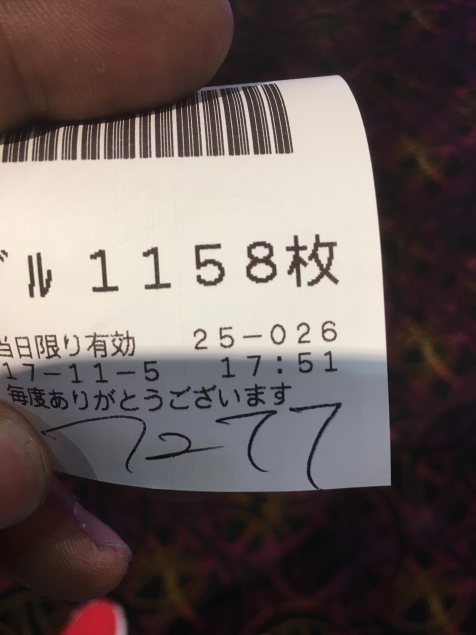 ル 1158枚
当日限り有効 25-026
17-11-5 17:51
毎度ありがとうございます